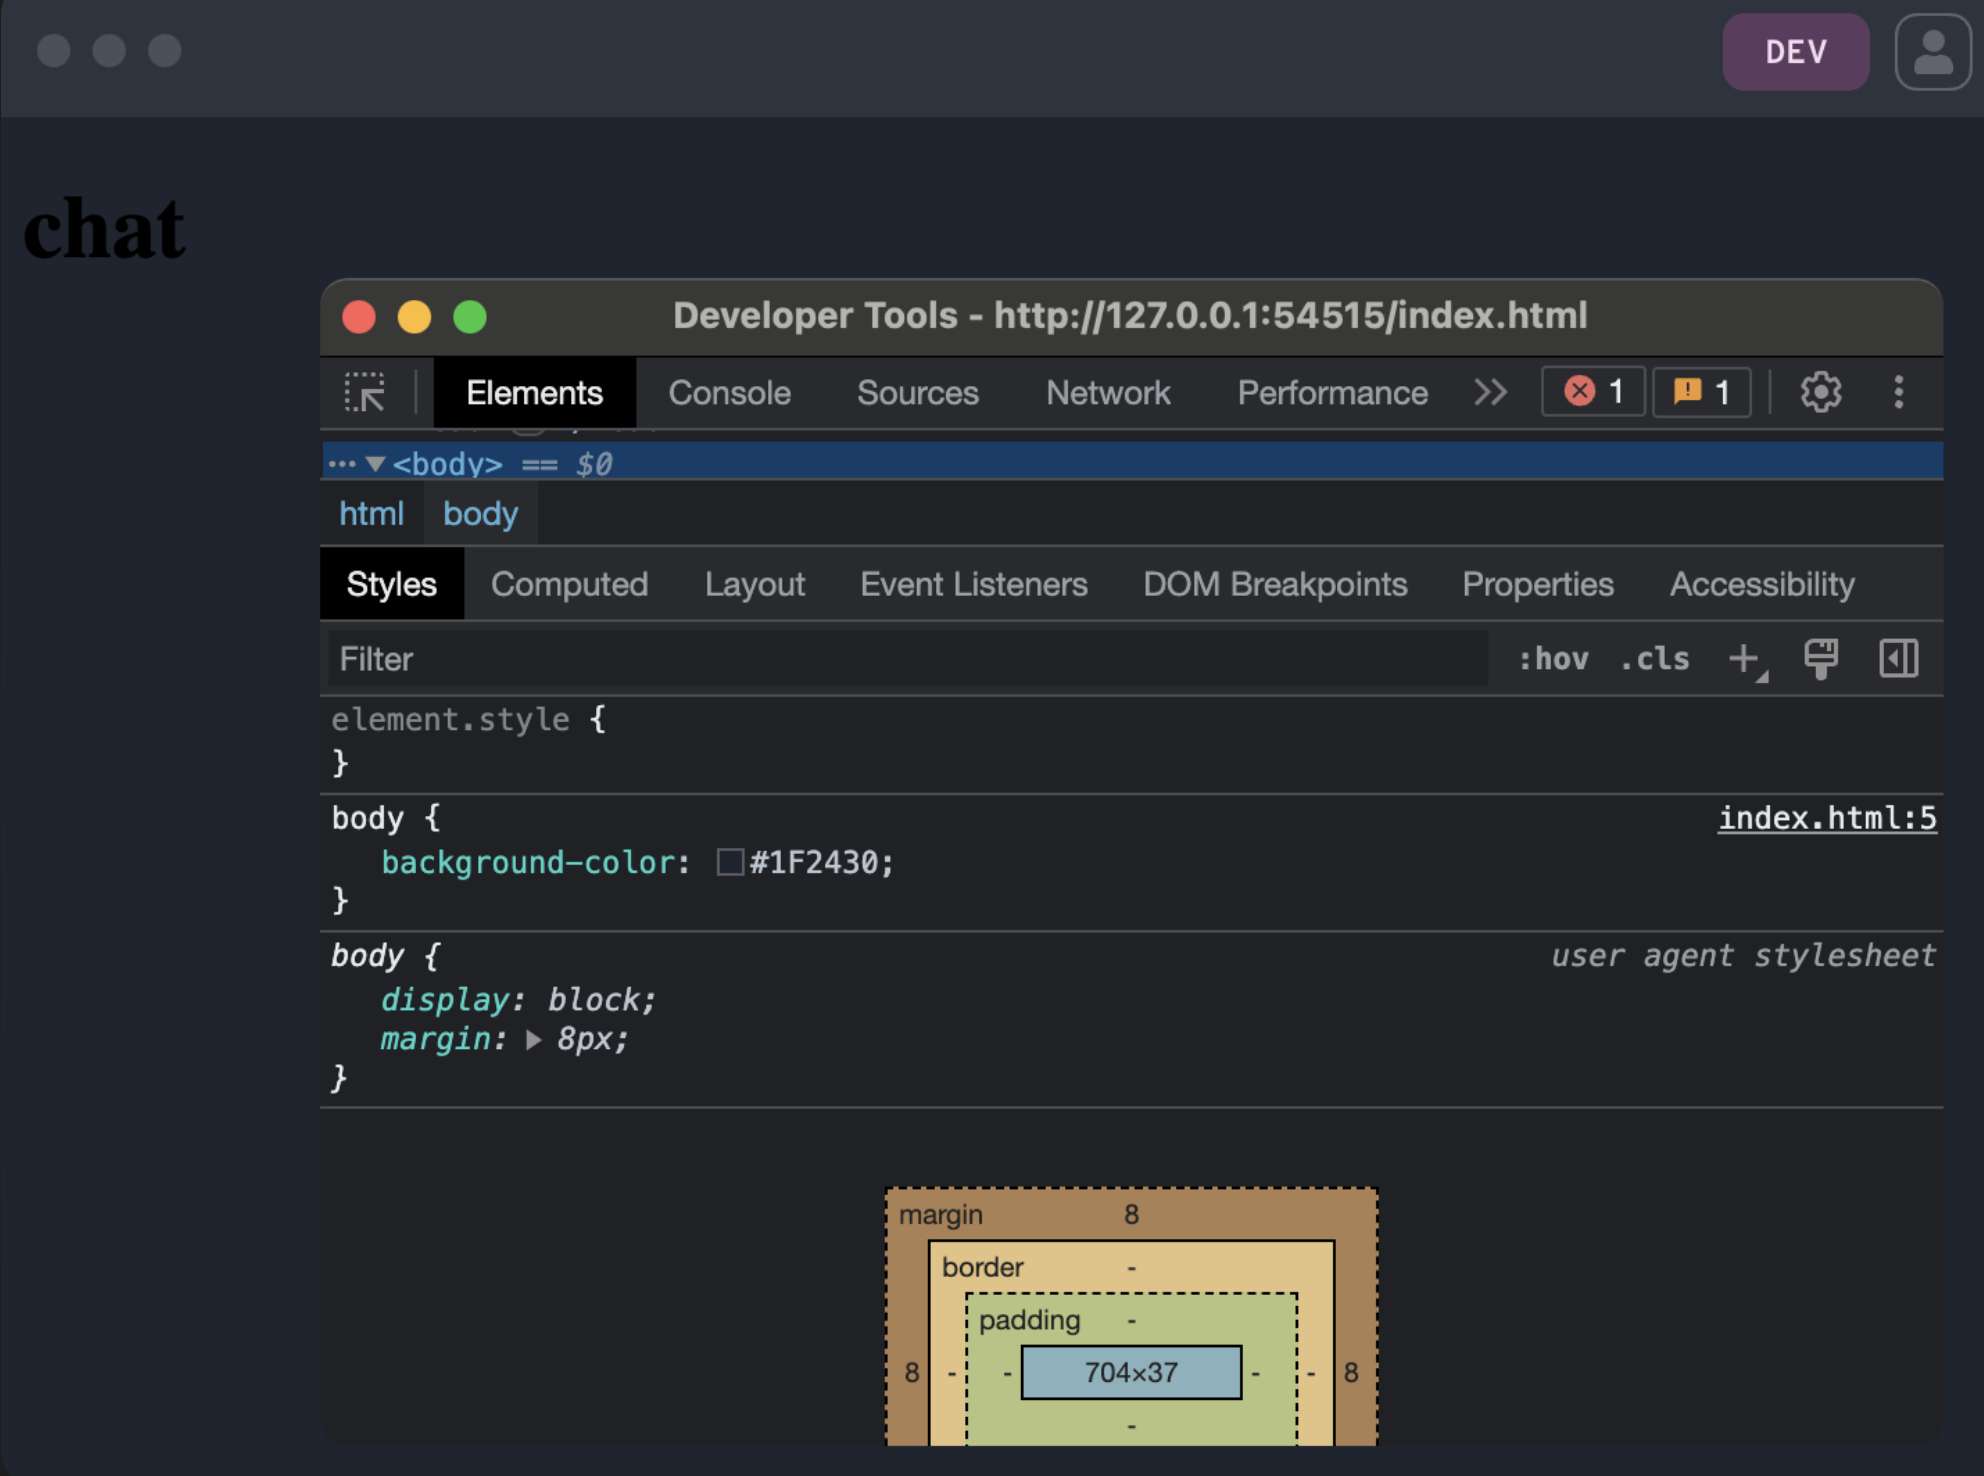 DEV
chat
Developer Tools - http://127.0.0.1:54515/index.html
Elements Console Sources Network Performance 1 1
<body> == $0
html body
Styles Computed Layout Event Listeners DOM Breakpoints Properties Accessibility
Filter :hov .cls
element.style {
}
body { index.html:5
background-color: #1F2430;
}
body { user agent stylesheet
display: block;
margin: 8px;
}
margin 8
border -
padding -
8 - - 704×37 - - 8
-